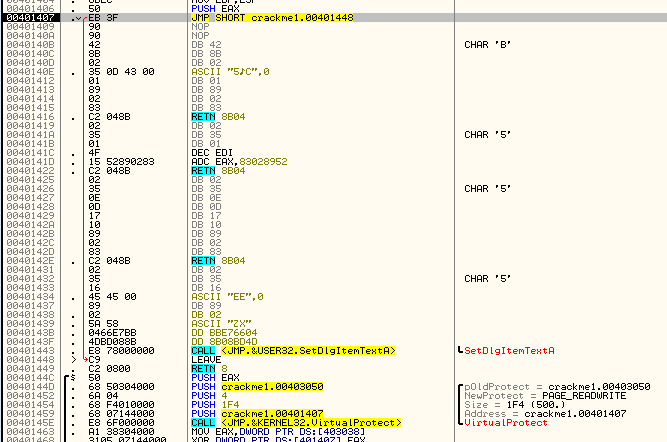 0040140B 8BEC MOV EBP,ESP
00401406 . 50 PUSH EAX
00401407 . EB 3F JMP SHORT crackme1.00401448
00401409 90 NOP
0040140A 90 NOP
0040140B 42 DB 42 CHAR 'B'
0040140C 8B DB 8B
0040140D 02 DB 02
0040140E . 35 0D 43 00 ASCII "5♪C",0
00401412 01 DB 01
00401413 89 DB 89
00401414 02 DB 02
00401415 83 DB 83
00401416 . C2 048B RETN 8B04
00401419 02 DB 02
0040141A 35 DB 35 CHAR '5'
0040141B 01 DB 01
0040141C . 4F DEC EDI
0040141D . 15 52890283 ADC EAX,83028952
00401422 . C2 048B RETN 8B04
00401425 02 DB 02
00401426 35 DB 35 CHAR '5'
00401427 0E DB 0E
00401428 0D DB 0D
00401429 17 DB 17
0040142A 10 DB 10
0040142B 89 DB 89
0040142C 02 DB 02
0040142D 83 DB 83
0040142E . C2 048B RETN 8B04
00401431 02 DB 02
00401432 35 DB 35 CHAR '5'
00401433 16 DB 16
00401434 . 45 45 00 ASCII "EE",0
00401437 89 DB 89
00401438 . 02 DB 02
00401439 . 5A 58 ASCII "ZX"
0040143B . 0466E7BB DD BBE76604
0040143F . 4DBD088B DD 8B08BD4D
00401443 . E8 78000000 CALL <JMP.&USER32.SetDlgItemTextA> SetDlgItemTextA
00401448 > C9 LEAVE
00401449 . C2 0800 RETN 8
0040144C $ 50 PUSH EAX
0040144D . 68 50304000 PUSH crackme1.00403050 pOldProtect = crackme1.00403050
00401452 . 6A 04 PUSH 4 NewProtect = PAGE_READWRITE
00401454 . 68 F4010000 PUSH 1F4 Size = 1F4 (500.)
00401459 . 68 07144000 PUSH crackme1.00401407 Address = crackme1.00401407
0040145E . E8 6F000000 CALL <JMP.&KERNEL32.VirtualProtect> VirtualProtect
00401463 . A1 38304000 MOV EAX,DWORD PTR DS:[403038]
00401468 . 3105 07144000 XOR DWORD PTR DS:[401407],EAX